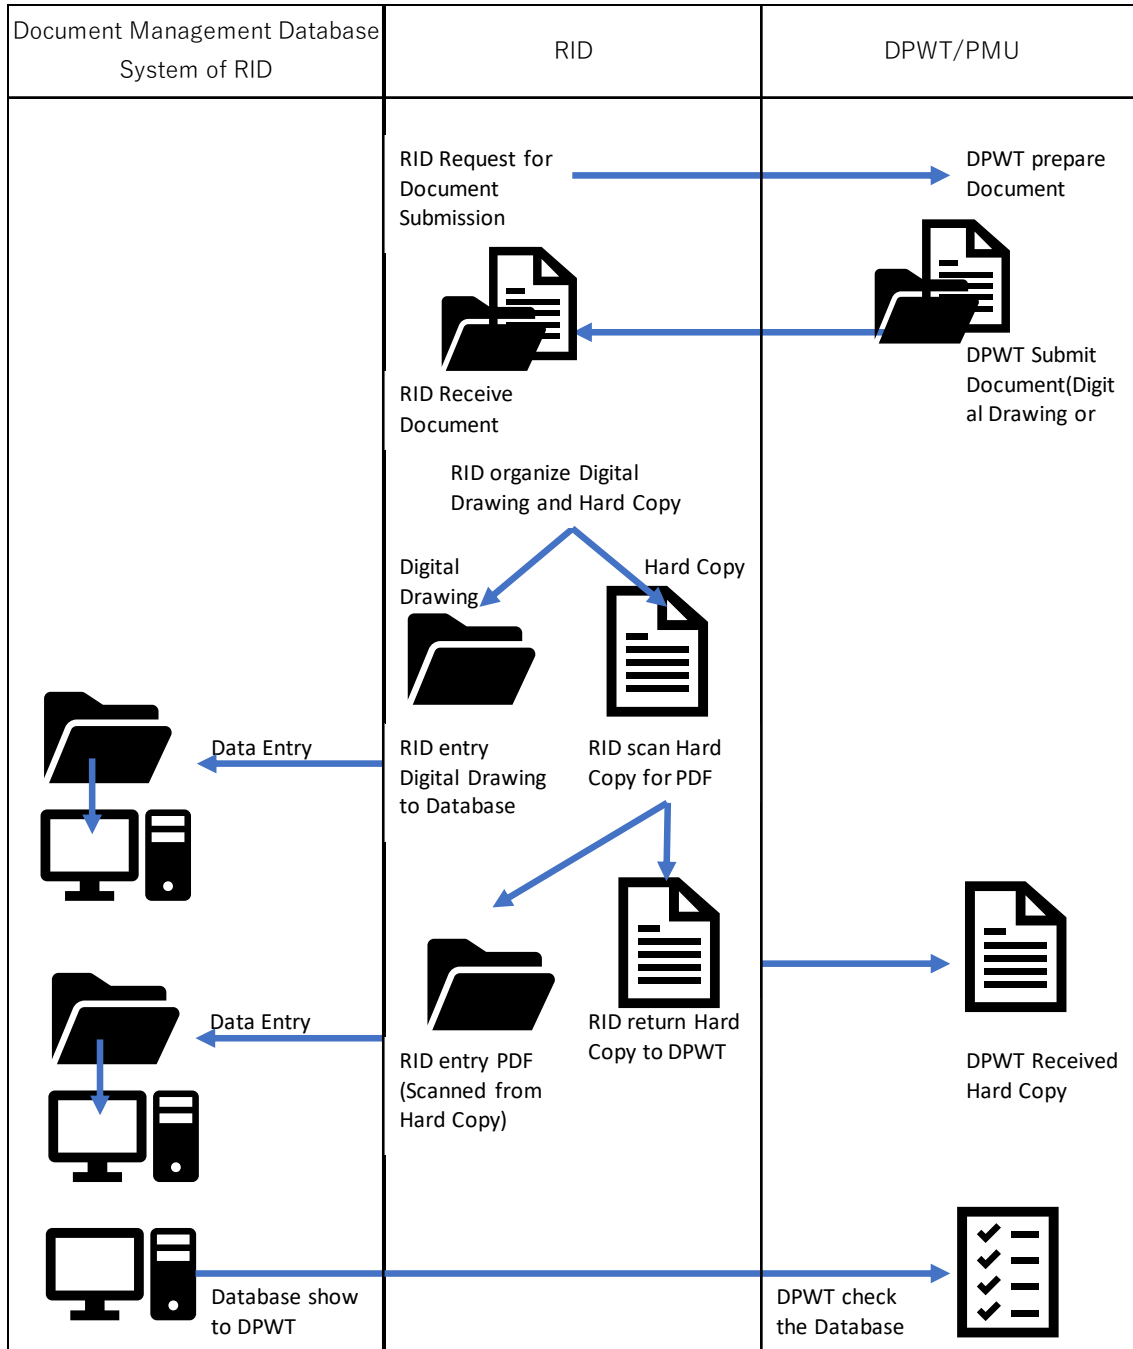 Document Management Database
System of RID
RID
DPWT/PMU
RID Request for
Document
Submission
DPWT prepare
Document
RID Receive
Document
DPWT Submit
Document(Digit
al Drawing or
RID organize Digital
Drawing and Hard Copy
Digital
Drawing
Hard Copy
Data Entry
RID entry
Digital Drawing
to Database
RID scan Hard
Copy for PDF
Data Entry
RID entry PDF
(Scanned from
Hard Copy)
RID return Hard
Copy to DPWT
DPWT Received
Hard Copy
Database show
to DPWT
DPWT check
the Database